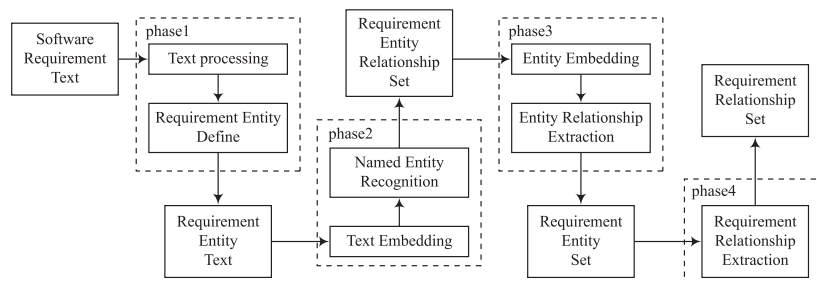 Software
Requirement
Text
phase1
Text processing
Requirement Entity
Define
Requirement
Entity
Text
phase2
Text Embedding
Named Entity
Recognition
Requirement
Entity
Relationship
Set
phase3
Entity Embedding
Entity Relationship
Extraction
Requirement
Entity
Set
phase4
Requirement
Relationship
Extraction
Requirement
Relationship
Set